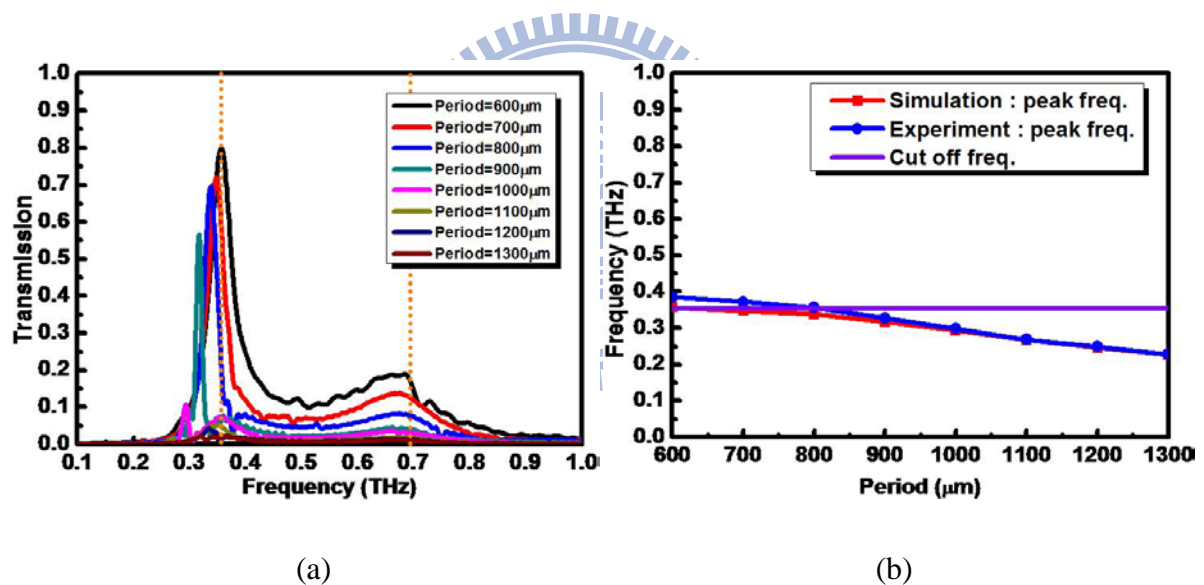 1.0
0.9
0.8
0.7
0.6
0.5
0.4
0.3
0.2
0.1
0.0
Transmission
Period=600μm
Period=700μm
Period=800μm
Period=900μm
Period=1000μm
Period=1100μm
Period=1200μm
Period=1300μm
0.1 0.2 0.3 0.4 0.5 0.6 0.7 0.8 0.9 1.0
Frequency (THz)
(a)
1.0
0.9
0.8
0.7
0.6
0.5
0.4
0.3
0.2
0.1
0.0
Frequency (THz)
Simulation : peak freq.
Experiment : peak freq.
Cut off freq.
600 700 800 900 1000 1100 1200 1300
Period (μm)
(b)